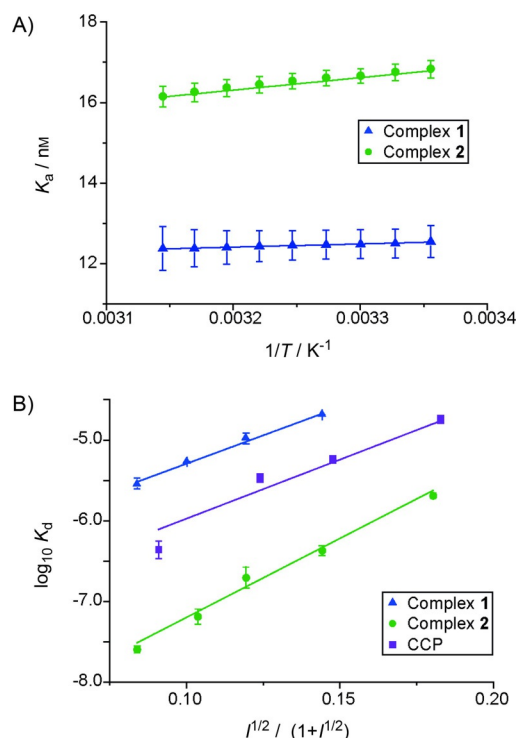 A)
18
16
14
12
Kₐ / nM
Complex 1
Complex 2
0.0031 0.0032 0.0033 0.0034
1/T / K⁻¹
B)
-5.0
-6.0
-7.0
-8.0
log₁₀ K_d
Complex 1
Complex 2
CCP
0.10 0.15 0.20
I^1/2 / (1+I^1/2)